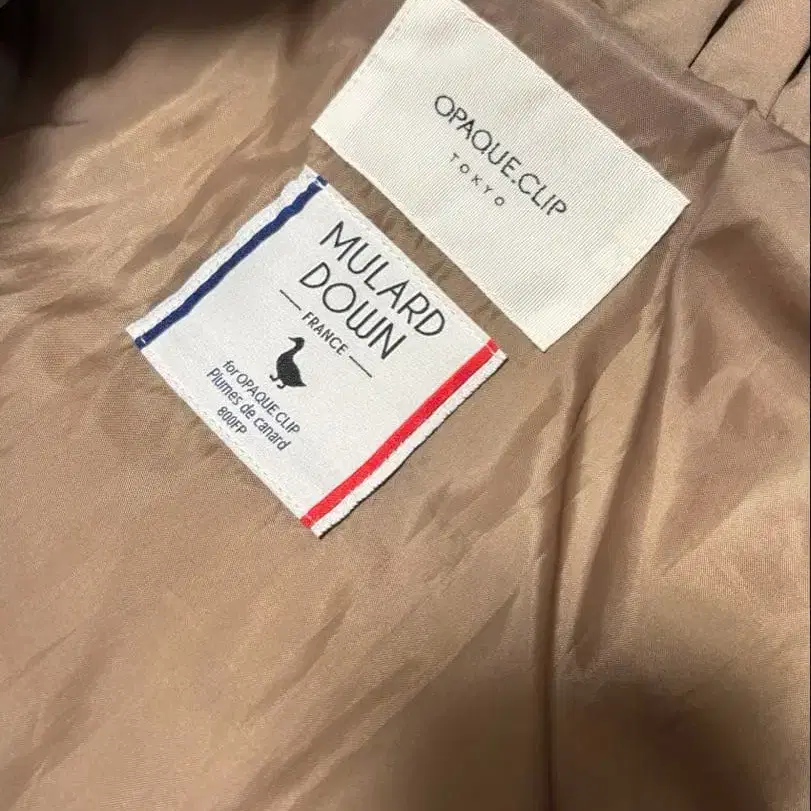 OPAQUE.CLIP
TOKYO
MULARD
DOWN
FRANCE
for OPAQUE.CLIP
Plumes de canard
800FP